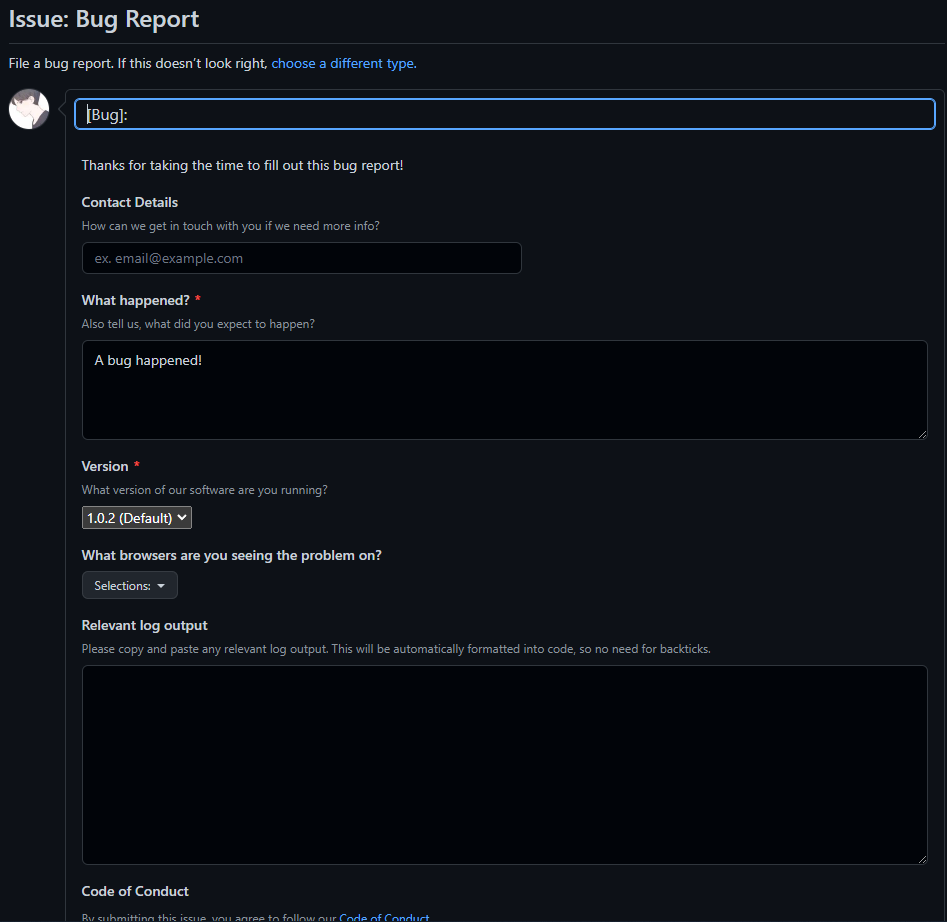 Issue: Bug Report
File a bug report. If this doesn't look right, choose a different type.
[Bug]:
Thanks for taking the time to fill out this bug report!
Contact Details
How can we get in touch with you if we need more info?
ex. email@example.com
What happened? *
Also tell us, what did you expect to happen?
A bug happened!
Version *
What version of our software are you running?
1.0.2 (Default)
What browsers are you seeing the problem on?
Selections:
Relevant log output
Please copy and paste any relevant log output. This will be automatically formatted into code, so no need for backticks.
Code of Conduct
By submitting this issue, you agree to follow our Code of Conduct